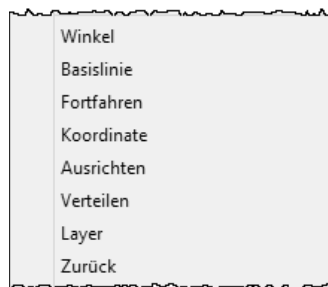 Winkel
Basislinie
Fortfahren
Koordinate
Ausrichten
Verteilen
Layer
Zurück